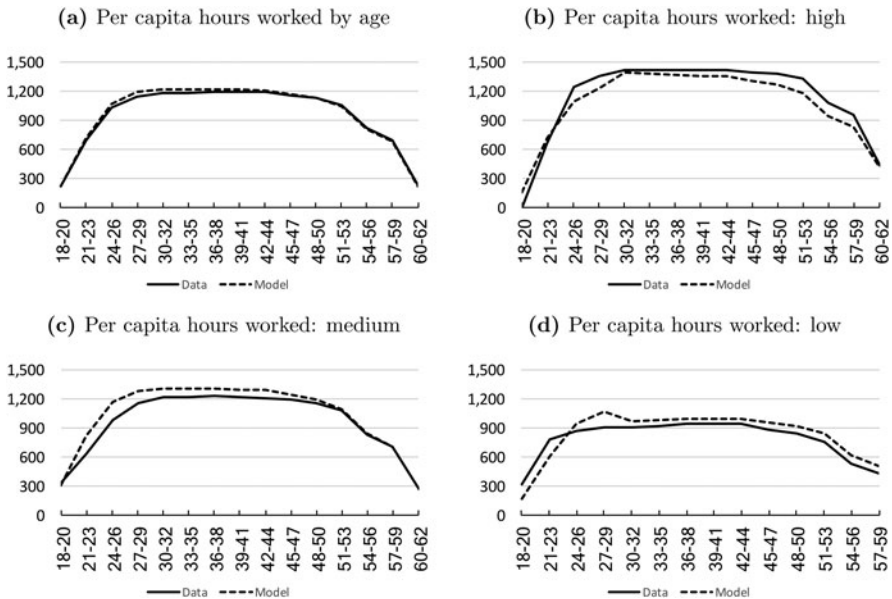 (a) Per capita hours worked by age
1,500
1,200
900
600
300
0
18-20 21-23 24-26 27-29 30-32 33-35 36-38 39-41 42-44 45-47 48-50 51-53 54-56 57-59 60-62
Data Model
(b) Per capita hours worked: high
1,500
1,200
900
600
300
0
18-20 21-23 24-26 27-29 30-32 33-35 36-38 39-41 42-44 45-47 48-50 51-53 54-56 57-59 60-62
Data Model
(c) Per capita hours worked: medium
1,500
1,200
900
600
300
0
18-20 21-23 24-26 27-29 30-32 33-35 36-38 39-41 42-44 45-47 48-50 51-53 54-56 57-59 60-62
Data Model
(d) Per capita hours worked: low
1,500
1,200
900
600
300
0
18-20 21-23 24-26 27-29 30-32 33-35 36-38 39-41 42-44 45-47 48-50 51-53 54-56 57-59
Data Model